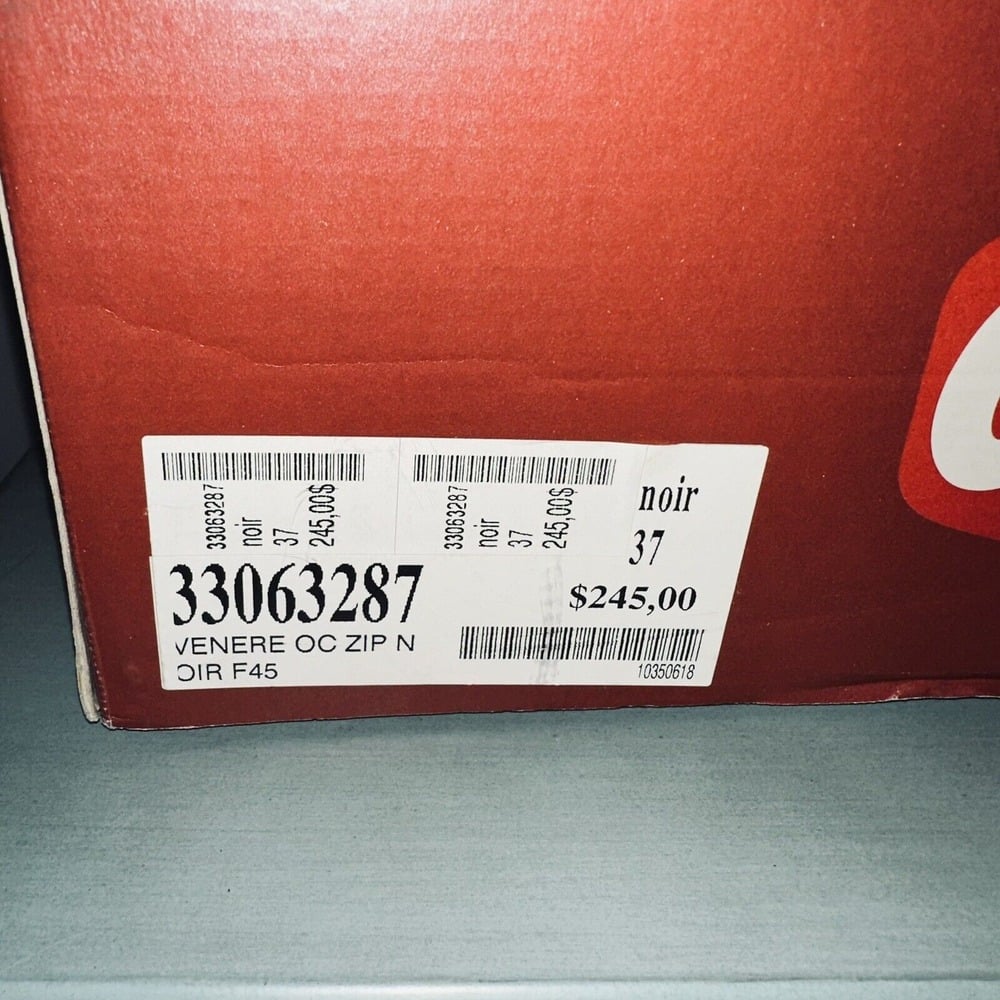 33063287
noir
37
245,00$
33063287
noir
37
245,00$
noir
37
$245,00
33063287
VENERE OC ZIP N
OIR F45
10350618